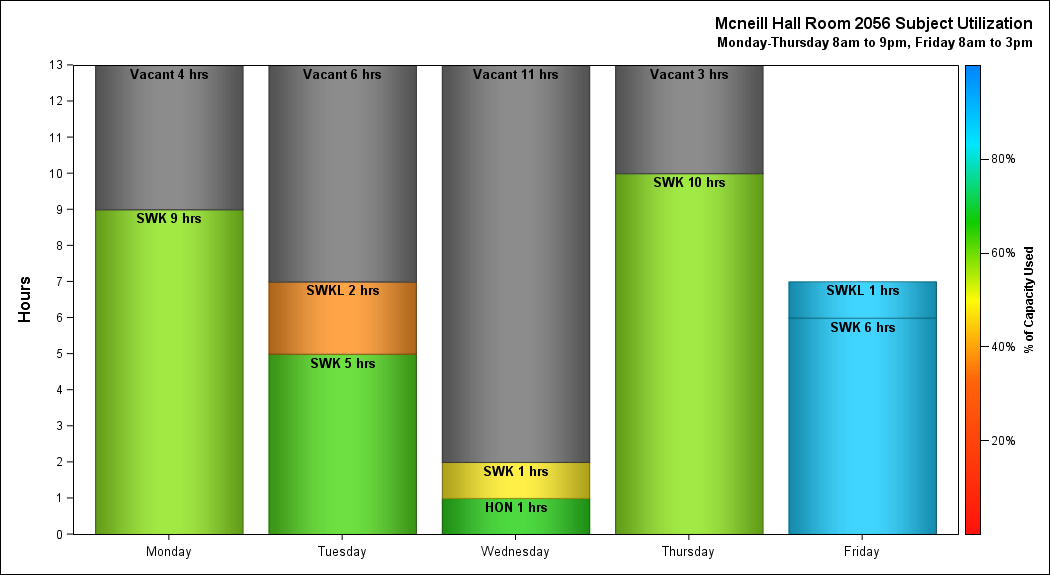 Mcneill Hall Room 2056 Subject Utilization
Monday-Thursday 8am to 9pm, Friday 8am to 3pm
Hours
13
12
11
10
9
8
7
6
5
4
3
2
1
0
Vacant 4 hrs
SWK 9 hrs
Vacant 6 hrs
SWKL 2 hrs
SWK 5 hrs
Vacant 11 hrs
SWK 1 hrs
HON 1 hrs
Vacant 3 hrs
SWK 10 hrs
SWKL 1 hrs
SWK 6 hrs
Monday
Tuesday
Wednesday
Thursday
Friday
80%
60%
40%
20%
% of Capacity Used